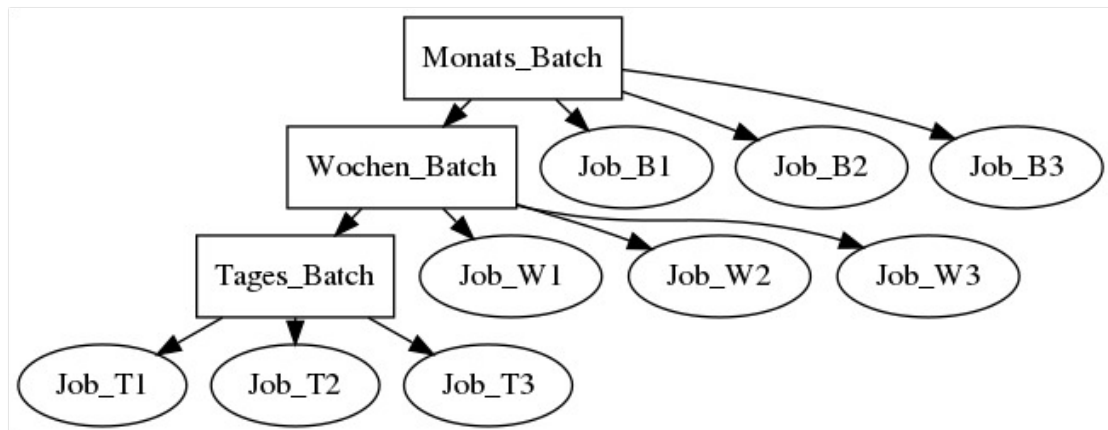 Monats_Batch
Wochen_Batch
Job_B1
Job_B2
Job_B3
Tages_Batch
Job_W1
Job_W2
Job_W3
Job_T1
Job_T2
Job_T3